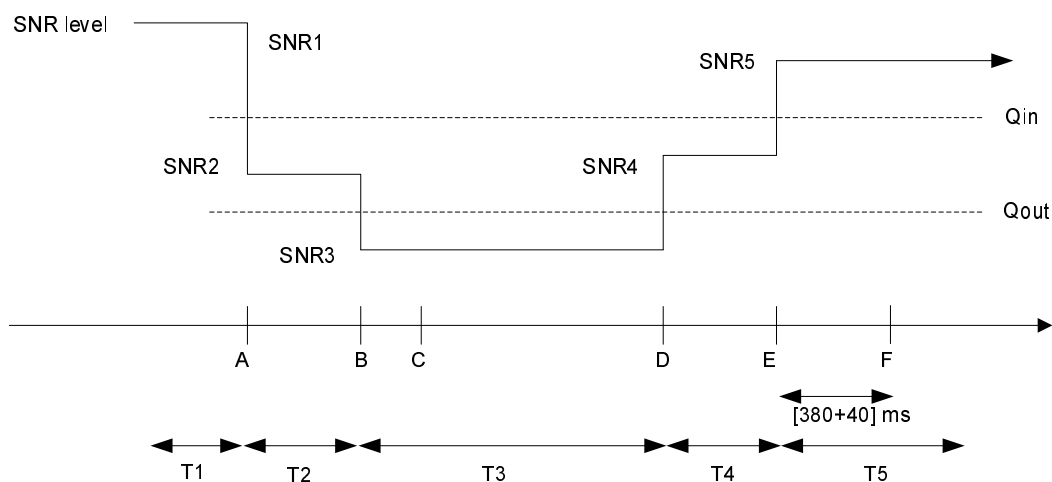 SNR level
SNR1
SNR5
Qin
SNR2
SNR4
Qout
SNR3
A B C D E F
[380+40] ms
T1 T2 T3 T4 T5